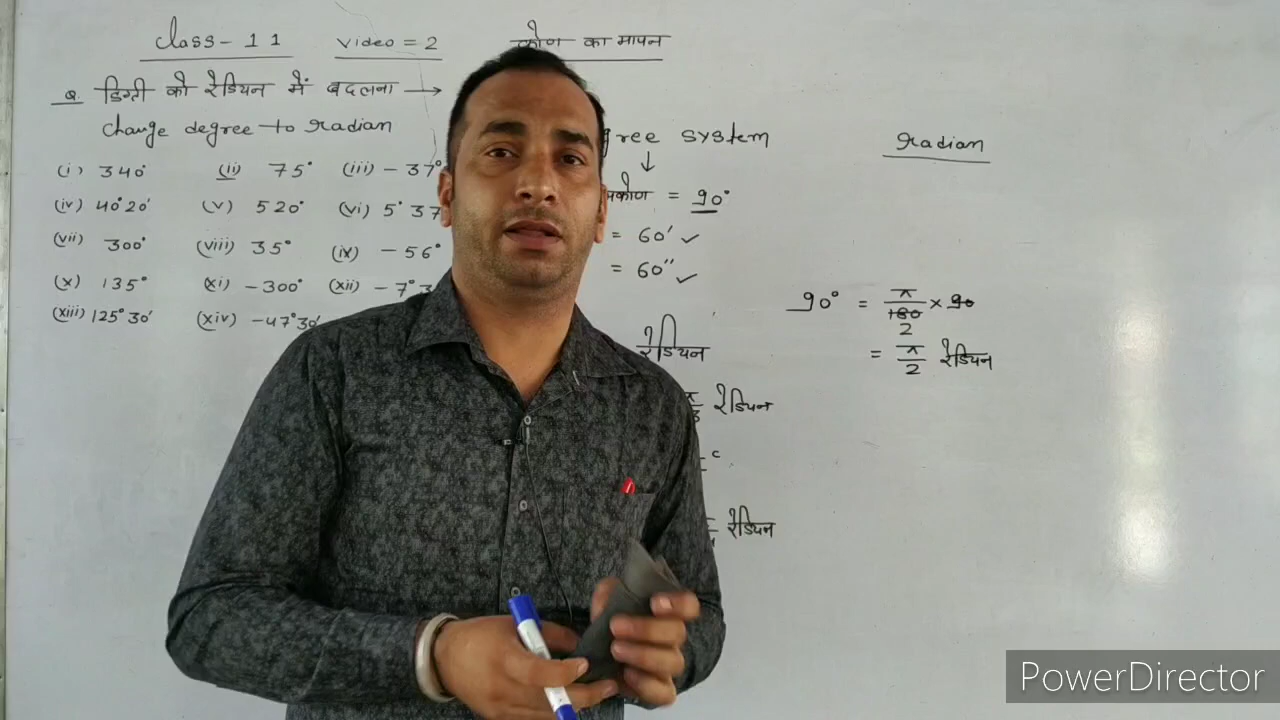 Class-11 Video=2 कोण का मापन
Q डिग्री को रेडियन में बदलना →
Change degree to radian
(i) 340° (ii) 75° (iii) -37°
(iv) 40°20' (v) 520° (vi) 5°37
(vii) 300° (viii) 35° (ix) -56°
(x) 135° (xi) -300° (xii) -7°3
(xiii) 125°30' (xiv) -47°30'
gree system
↓
पकोण = 90°
= 60' ✓
= 60" ✓
रेडियन
रेडियन
c
रेडियन
radian
90° = π/180 × 90
2
= π/2 रेडियन
PowerDirector